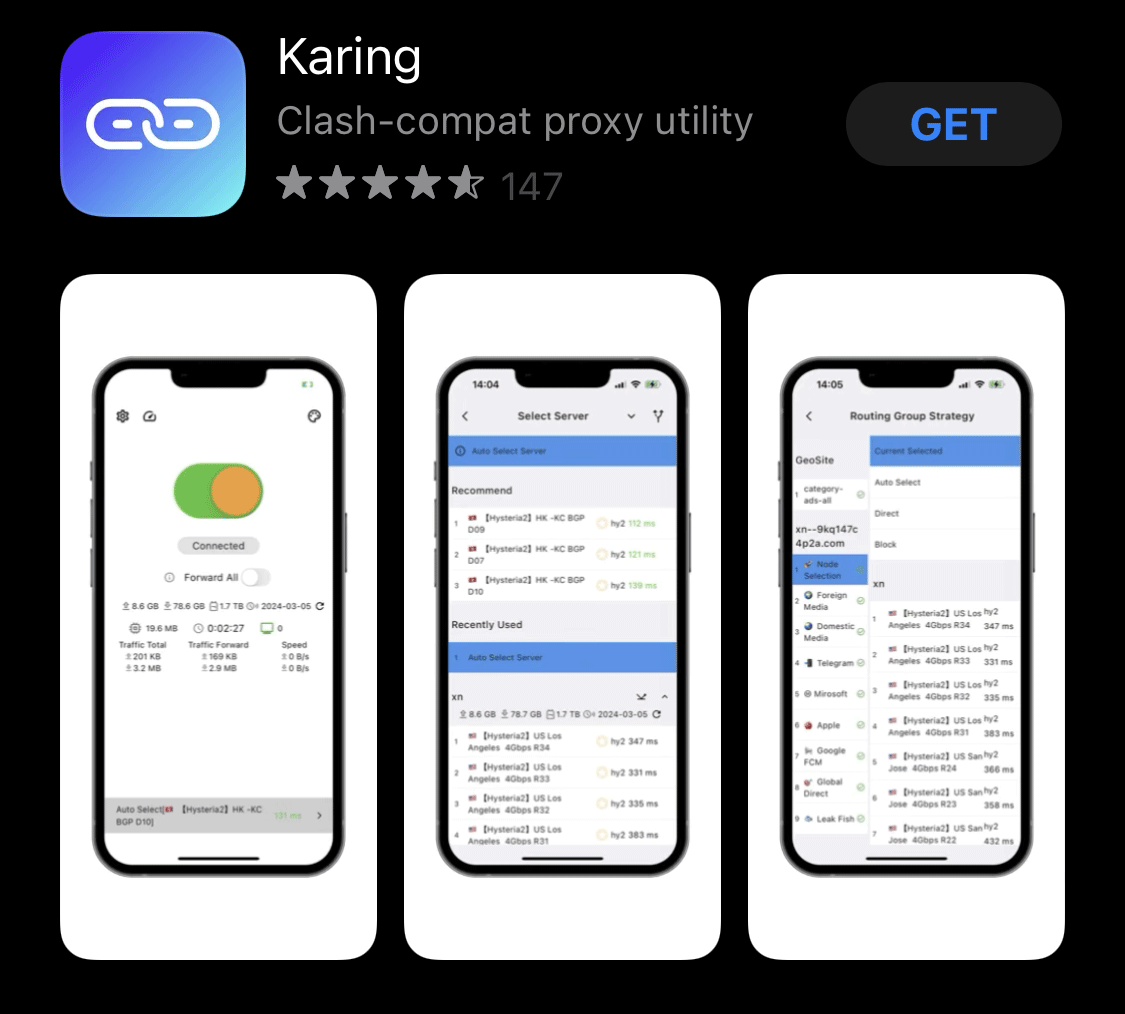 Karing
Clash-compat proxy utility
147
GET
Connected
Forward All
8.6 GB 78.6 GB 1.7 TB 2024-03-05
19.6 MB 0:02:27 0
Traffic Total Traffic Forward Speed
201 KB 169 KB 0 B/s
3.2 MB 2.9 MB 0 B/s
Auto Select[ 【Hysteria2】HK -KC
BGP D10]
131 ms
14:04
Select Server
Auto Select Server
Recommend
1 【Hysteria2】HK -KC BGP
D09
hy2 112 ms
2 【Hysteria2】HK -KC BGP
D07
hy2 121 ms
3 【Hysteria2】HK -KC BGP
D10
hy2 139 ms
Recently Used
1 Auto Select Server
xn
8.6 GB 78.7 GB 1.7 TB 2024-03-05
1 【Hysteria2】US Los
Angeles 4Gbps R34
hy2 347 ms
2 【Hysteria2】US Los
Angeles 4Gbps R33
hy2 331 ms
3 【Hysteria2】US Los
Angeles 4Gbps R32
hy2 335 ms
4 【Hysteria2】US Los
Angeles 4Gbps R31
hy2 383 ms
14:05
Routing Group Strategy
GeoSite
1 category-
ads-all
xn--9kq147c
4p2a.com
1 Node
Selection
2 Foreign
Media
3 Domestic
Media
4 Telegram
5 Mirosoft
6 Apple
7 Google
FCM
8 Global
Direct
9 Leak Fish
Current Selected
Auto Select
Direct
Block
xn
1 【Hysteria2】US Los
Angeles 4Gbps R34
hy2
347 ms
2 【Hysteria2】US Los
Angeles 4Gbps R33
hy2
331 ms
3 【Hysteria2】US Los
Angeles 4Gbps R32
hy2
335 ms
4 【Hysteria2】US Los
Angeles 4Gbps R31
hy2
383 ms
5 【Hysteria2】US San
Jose 4Gbps R24
hy2
366 ms
6 【Hysteria2】US San
Jose 4Gbps R23
hy2
358 ms
7 【Hysteria2】US San
Jose 4Gbps R22
hy2
432 ms